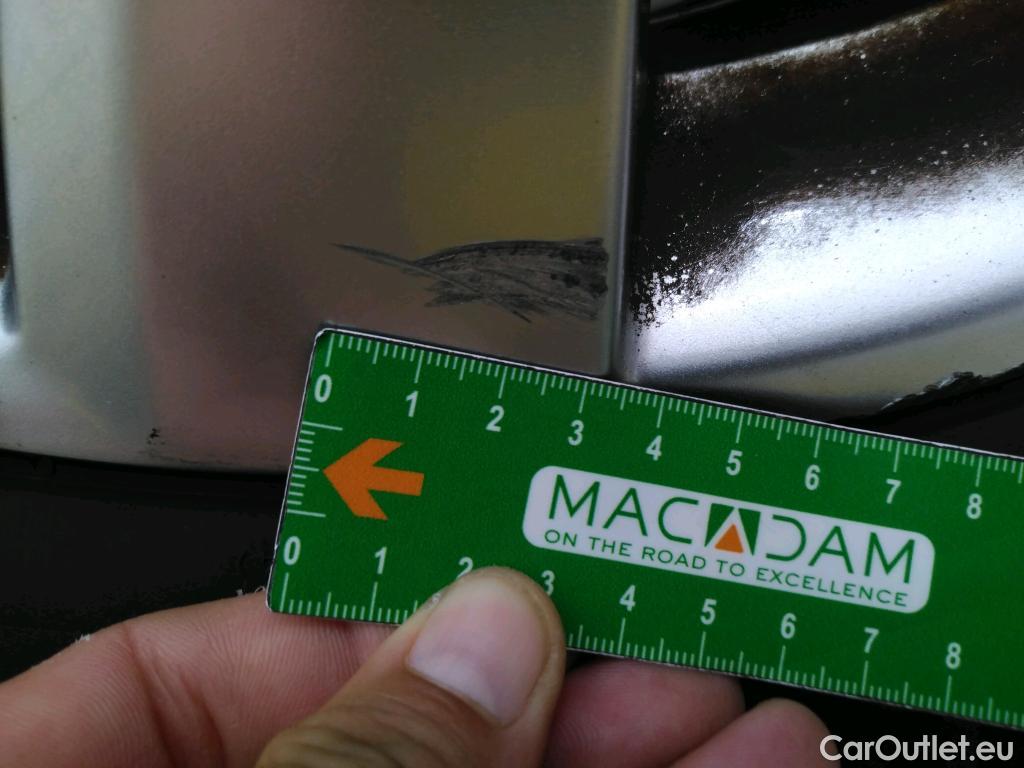 0 1 2 3 4 5 6 7 8
MACADAM
ON THE ROAD TO EXCELLENCE
0 1 2 3 4 5 6 7 8
CarOutlet.eu